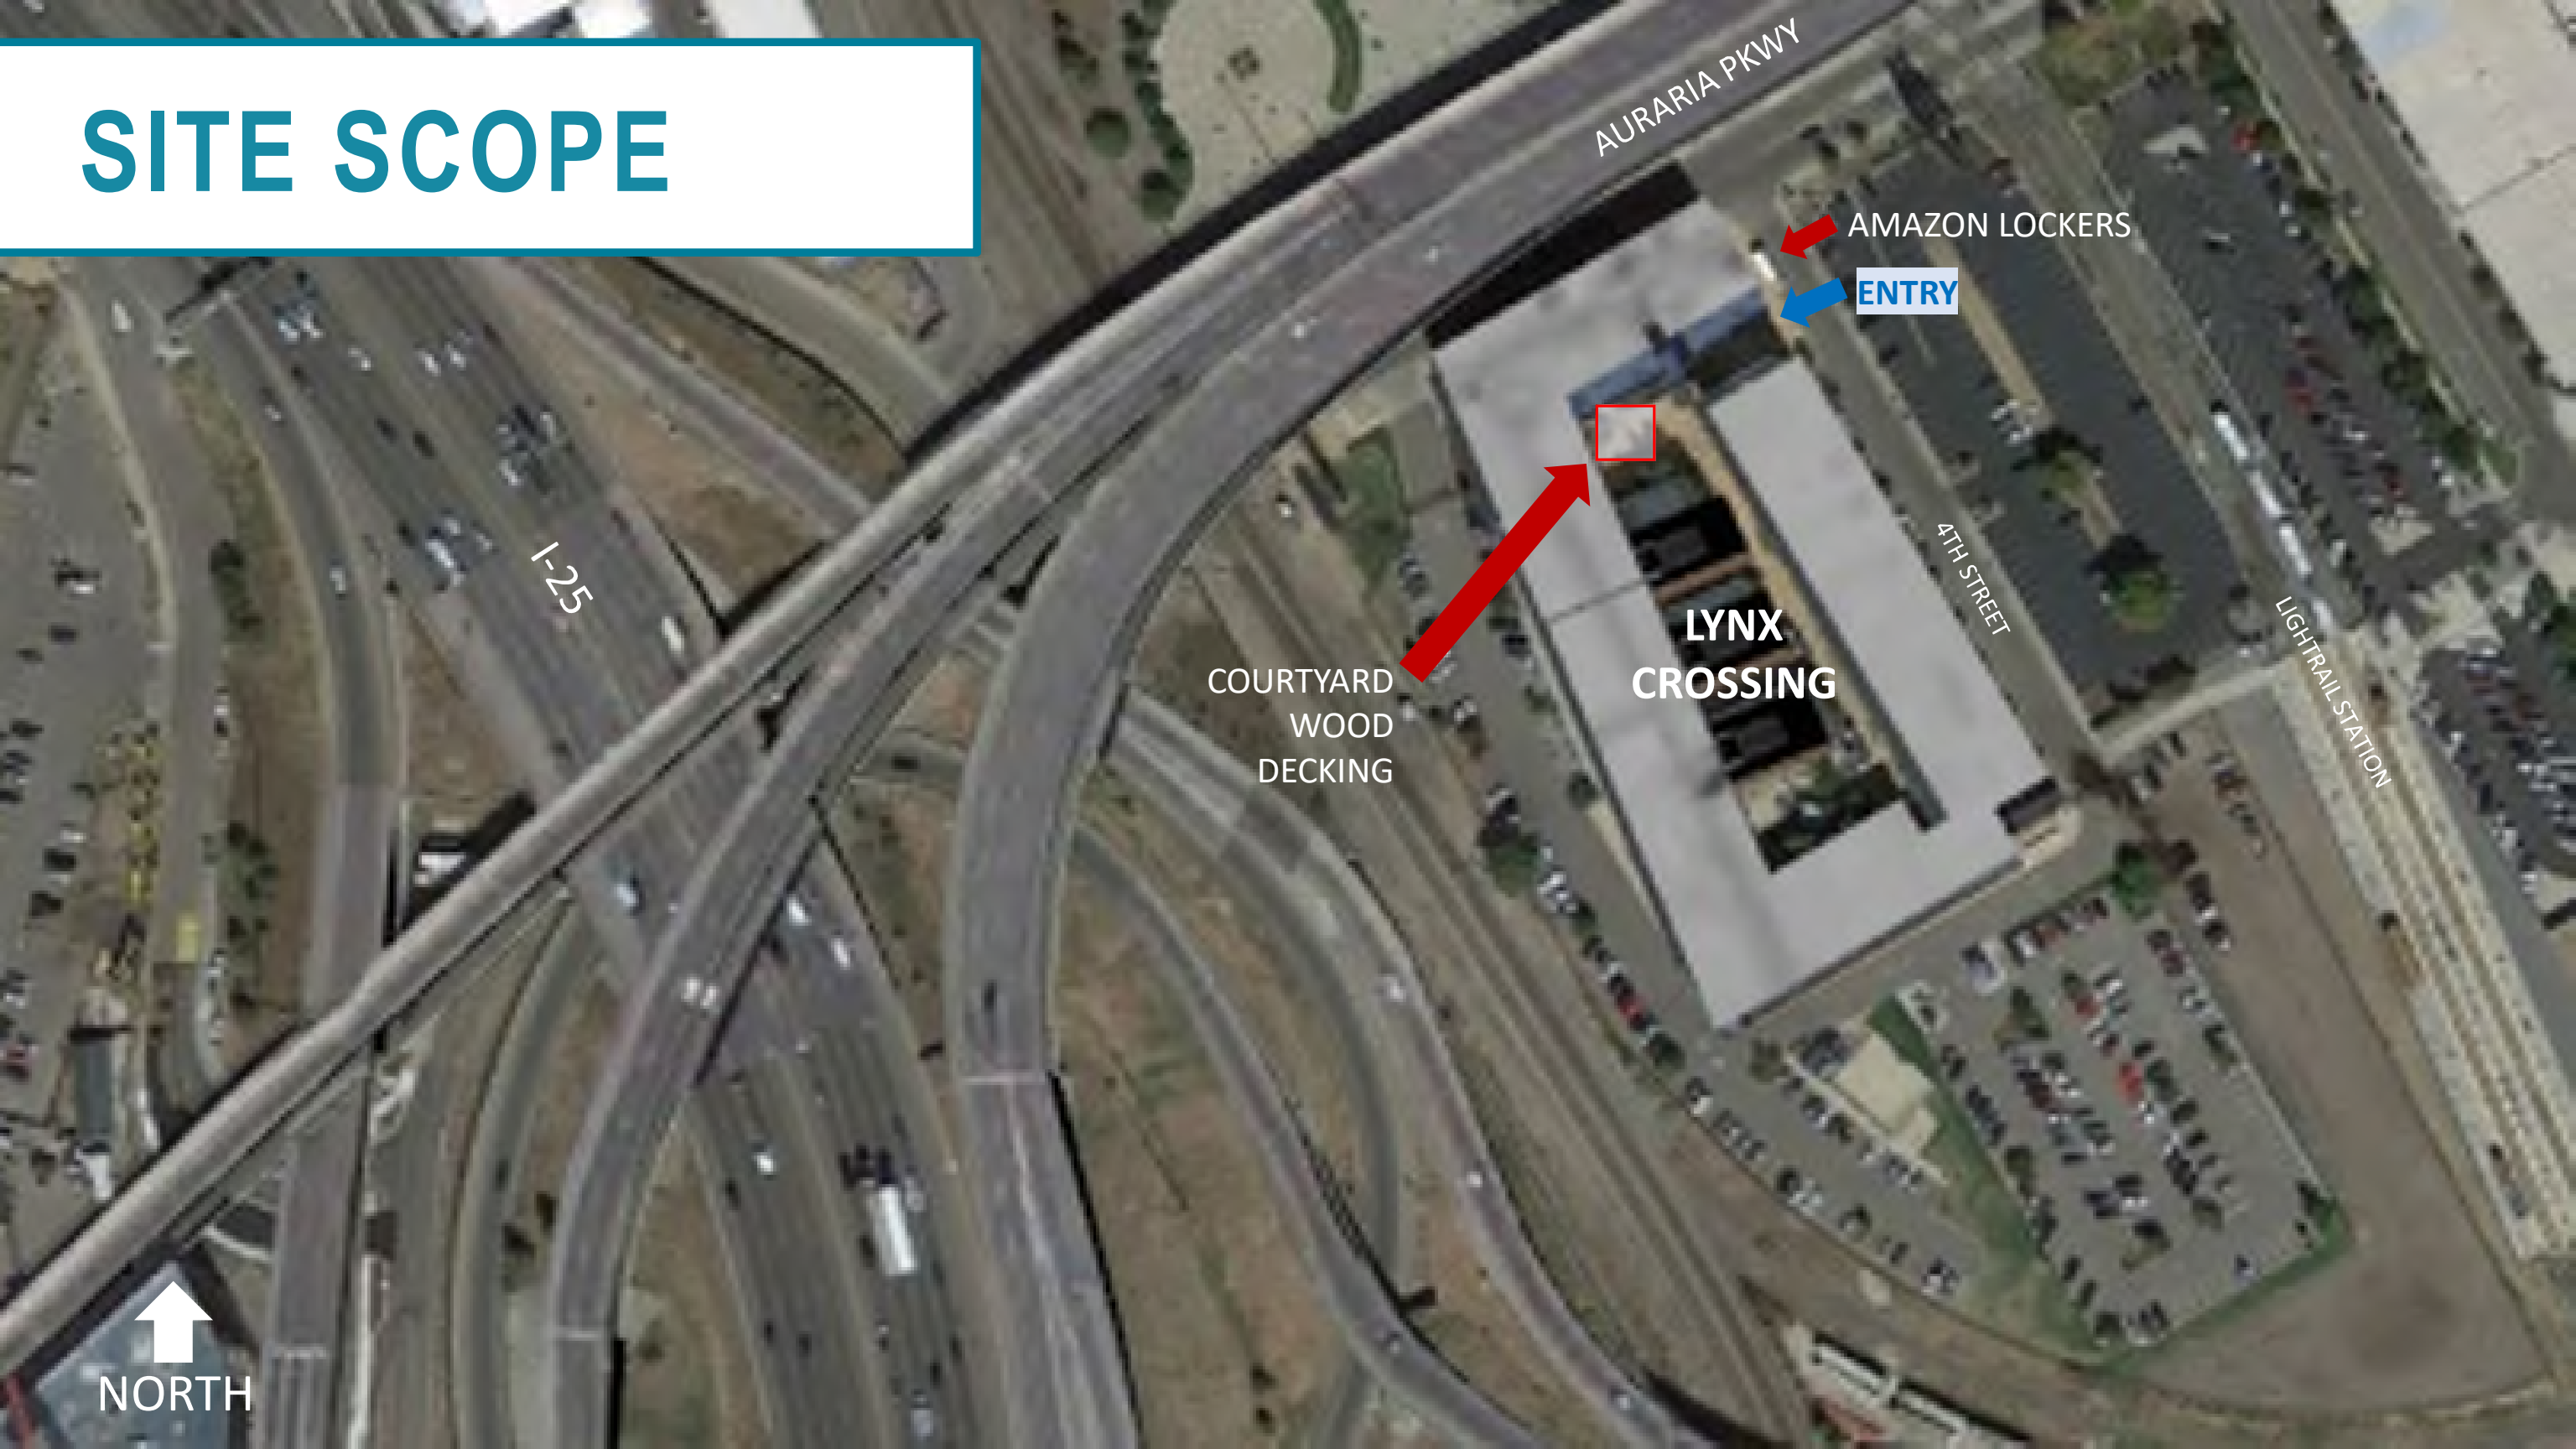 SITE SCOPE
AURARIA PKWY
AMAZON LOCKERS
ENTRY
I-25
4TH STREET
LIGHTRAIL STATION
LYNX
CROSSING
COURTYARD
WOOD
DECKING
NORTH